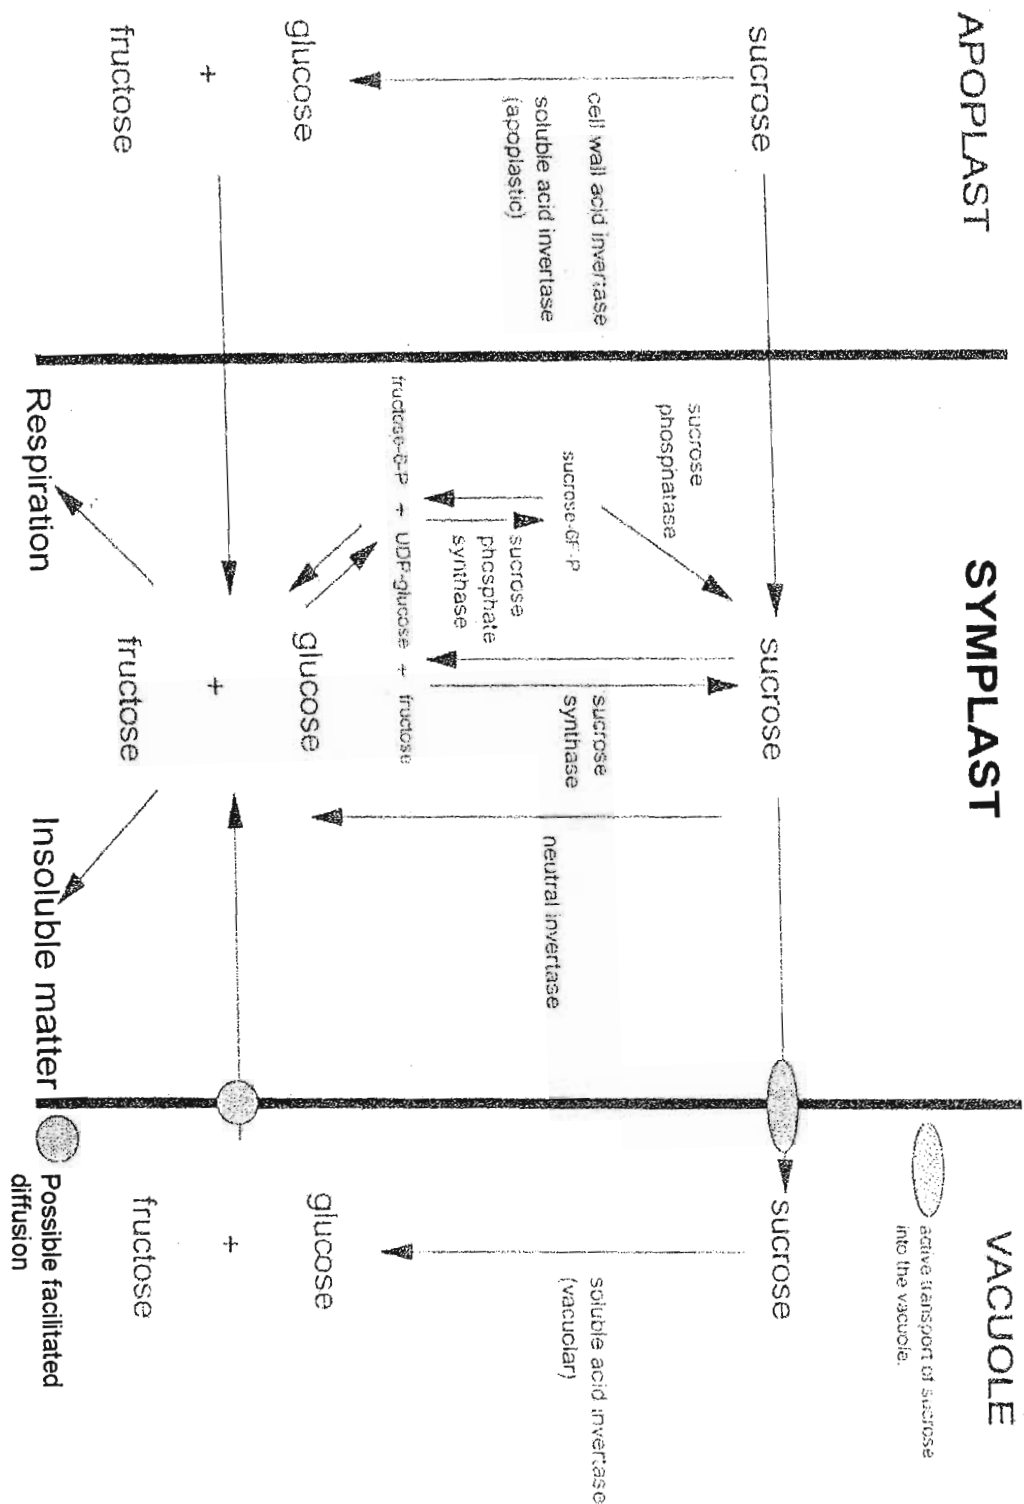 APOPLAST
SYMPLAST
VACUOLE
active transport of sucrose
into the vacuole.
sucrose
sucrose
sucrose
cell wall acid invertase
soluble acid invertase
(apoplastic)
sucrose
phosphatase
sucrose-6F-P
sucrose
phosphate
synthase
sucrose
synthase
neutral invertase
soluble acid invertase
(vacuolar)
fructose-6-P + UDP-glucose + fructose
glucose
+
fructose
glucose
+
fructose
glucose
+
fructose
Respiration
Insoluble matter
Possible facilitated
diffusion